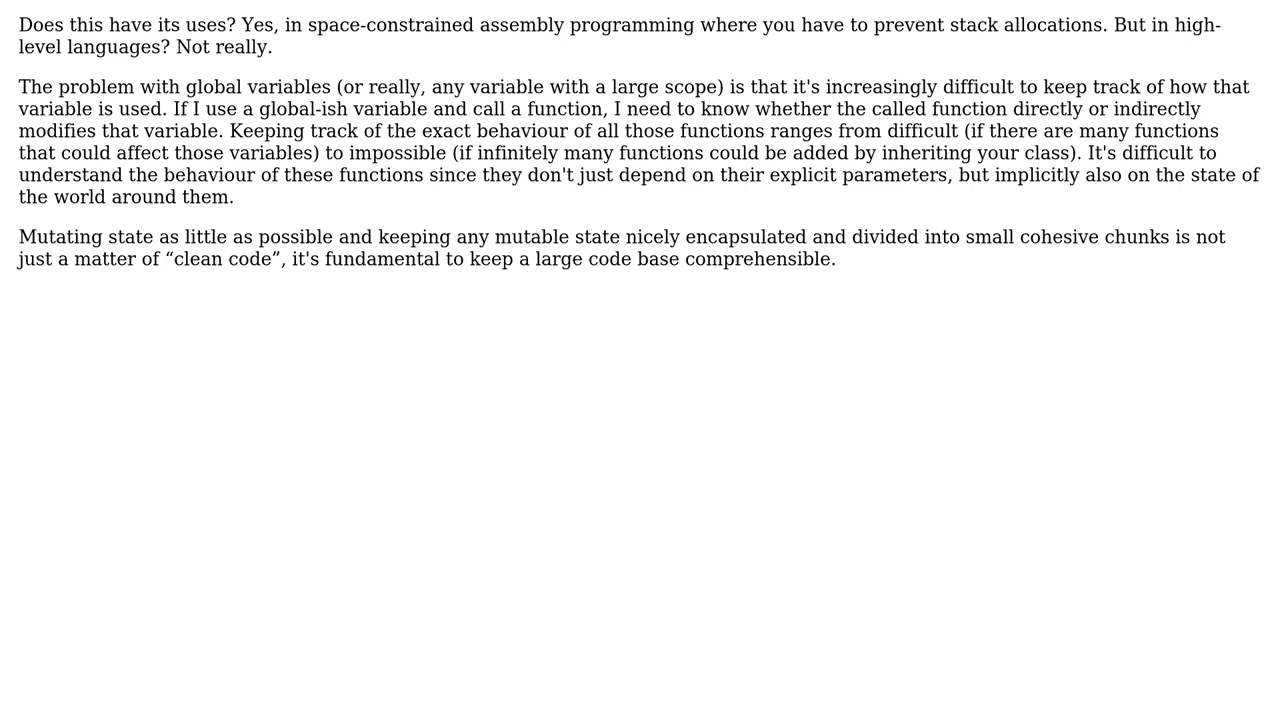 Does this have its uses? Yes, in space-constrained assembly programming where you have to prevent stack allocations. But in high-
level languages? Not really.
The problem with global variables (or really, any variable with a large scope) is that it's increasingly difficult to keep track of how that
variable is used. If I use a global-ish variable and call a function, I need to know whether the called function directly or indirectly
modifies that variable. Keeping track of the exact behaviour of all those functions ranges from difficult (if there are many functions
that could affect those variables) to impossible (if infinitely many functions could be added by inheriting your class). It's difficult to
understand the behaviour of these functions since they don't just depend on their explicit parameters, but implicitly also on the state of
the world around them.
Mutating state as little as possible and keeping any mutable state nicely encapsulated and divided into small cohesive chunks is not
just a matter of “clean code”, it's fundamental to keep a large code base comprehensible.